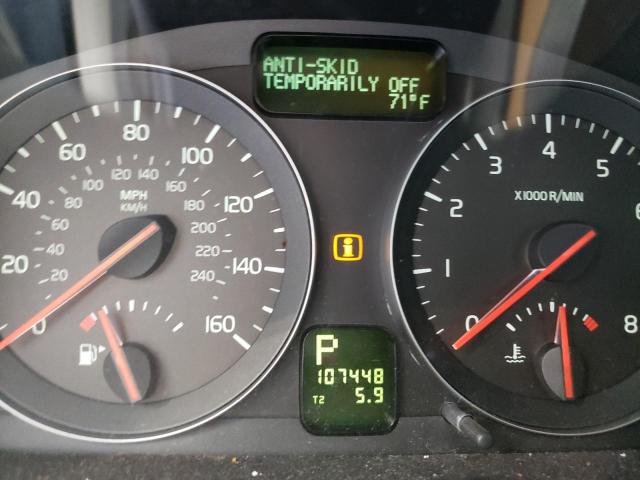 ANTI-SKID
TEMPORARILY OFF
71°F
0 20 40 60 80 100 120 140 160
20 40 60 80 100 120 140 160 180 200 220 240
MPH
KM/H
0 1 2 3 4 5 6 8
X1000 R/MIN
i
P
107448
T2 5.9